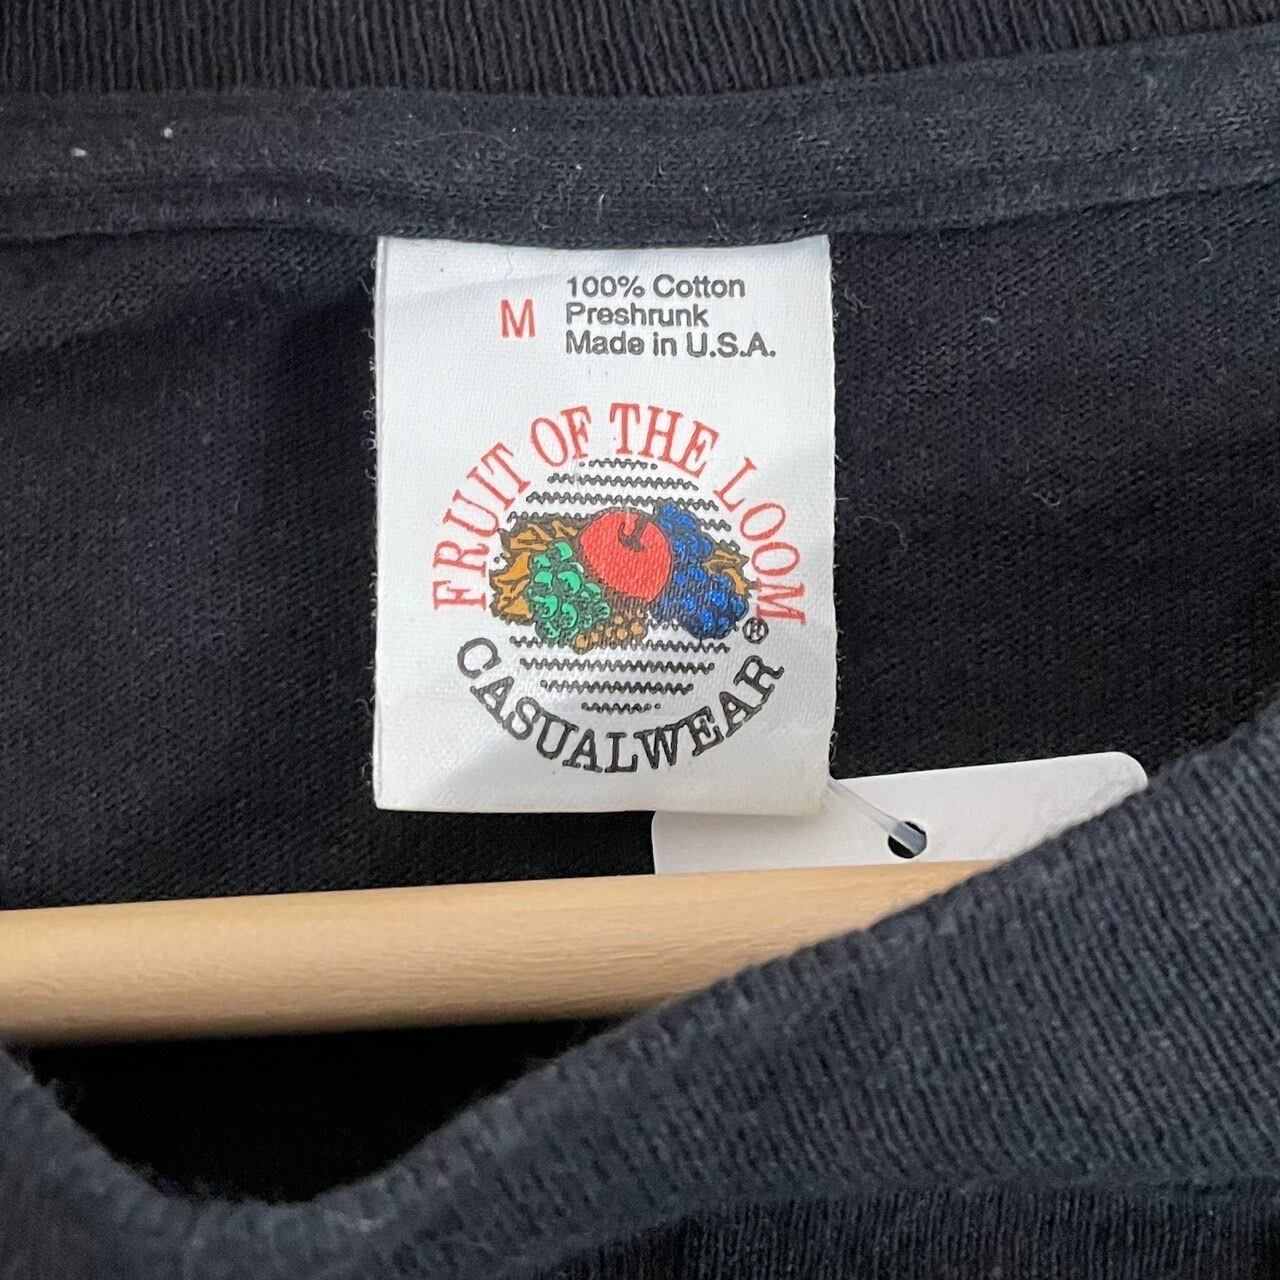 M
100% Cotton
Preshrunk
Made in U.S.A.
FRUIT OF THE LOOM
®
CASUALWEAR